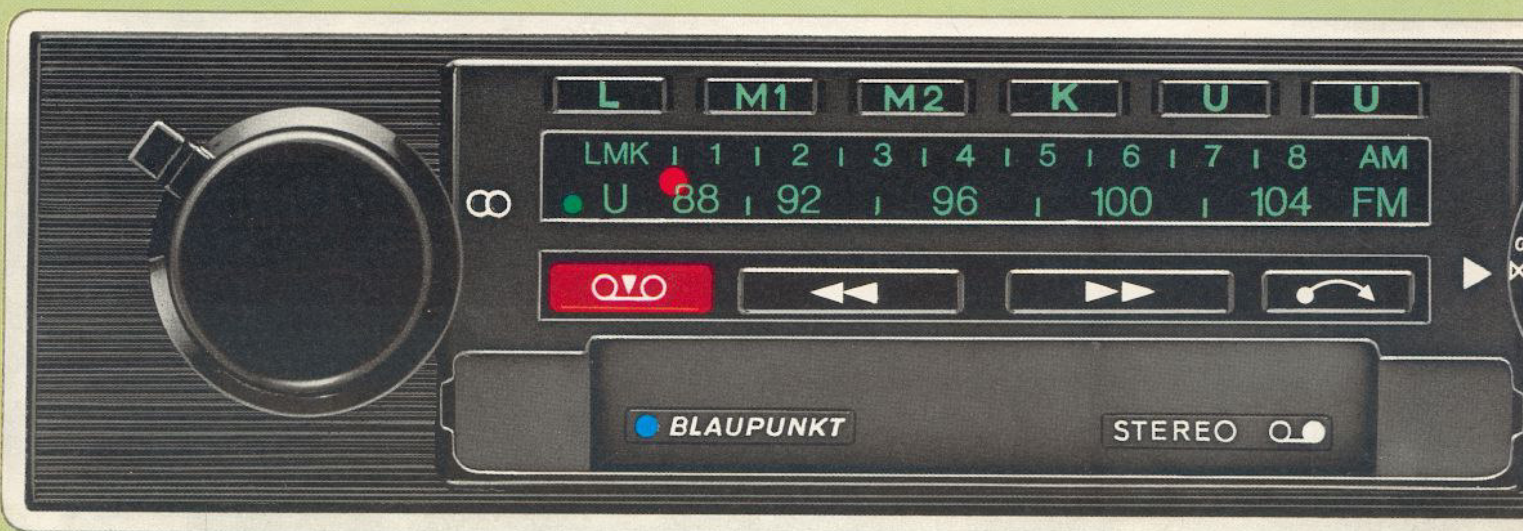 L M1 M2 K U U
LMK 1 2 3 4 5 6 7 8 AM
U 88 92 96 100 104 FM
BLAUPUNKT
STEREO